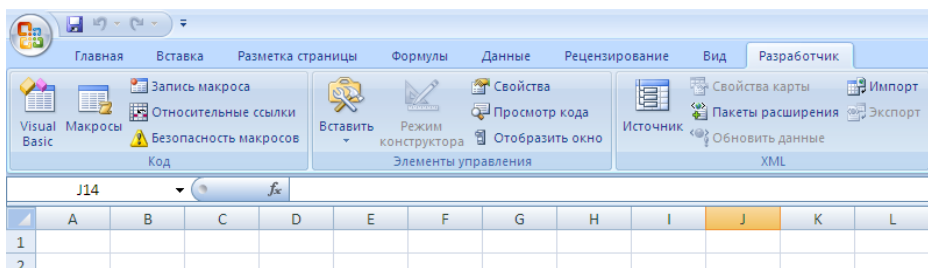 Главная Вставка Разметка страницы Формулы Данные Рецензирование Вид Разработчик
Visual Basic
Макросы
Запись макроса
Относительные ссылки
Безопасность макросов
Код
Вставить
Режим конструктора
Свойства
Просмотр кода
Отобразить окно
Элементы управления
Источник
Свойства карты
Пакеты расширения
Обновить данные
Импорт
Экспорт
XML
J14 fx
A B C D E F G H I J K L
1
2